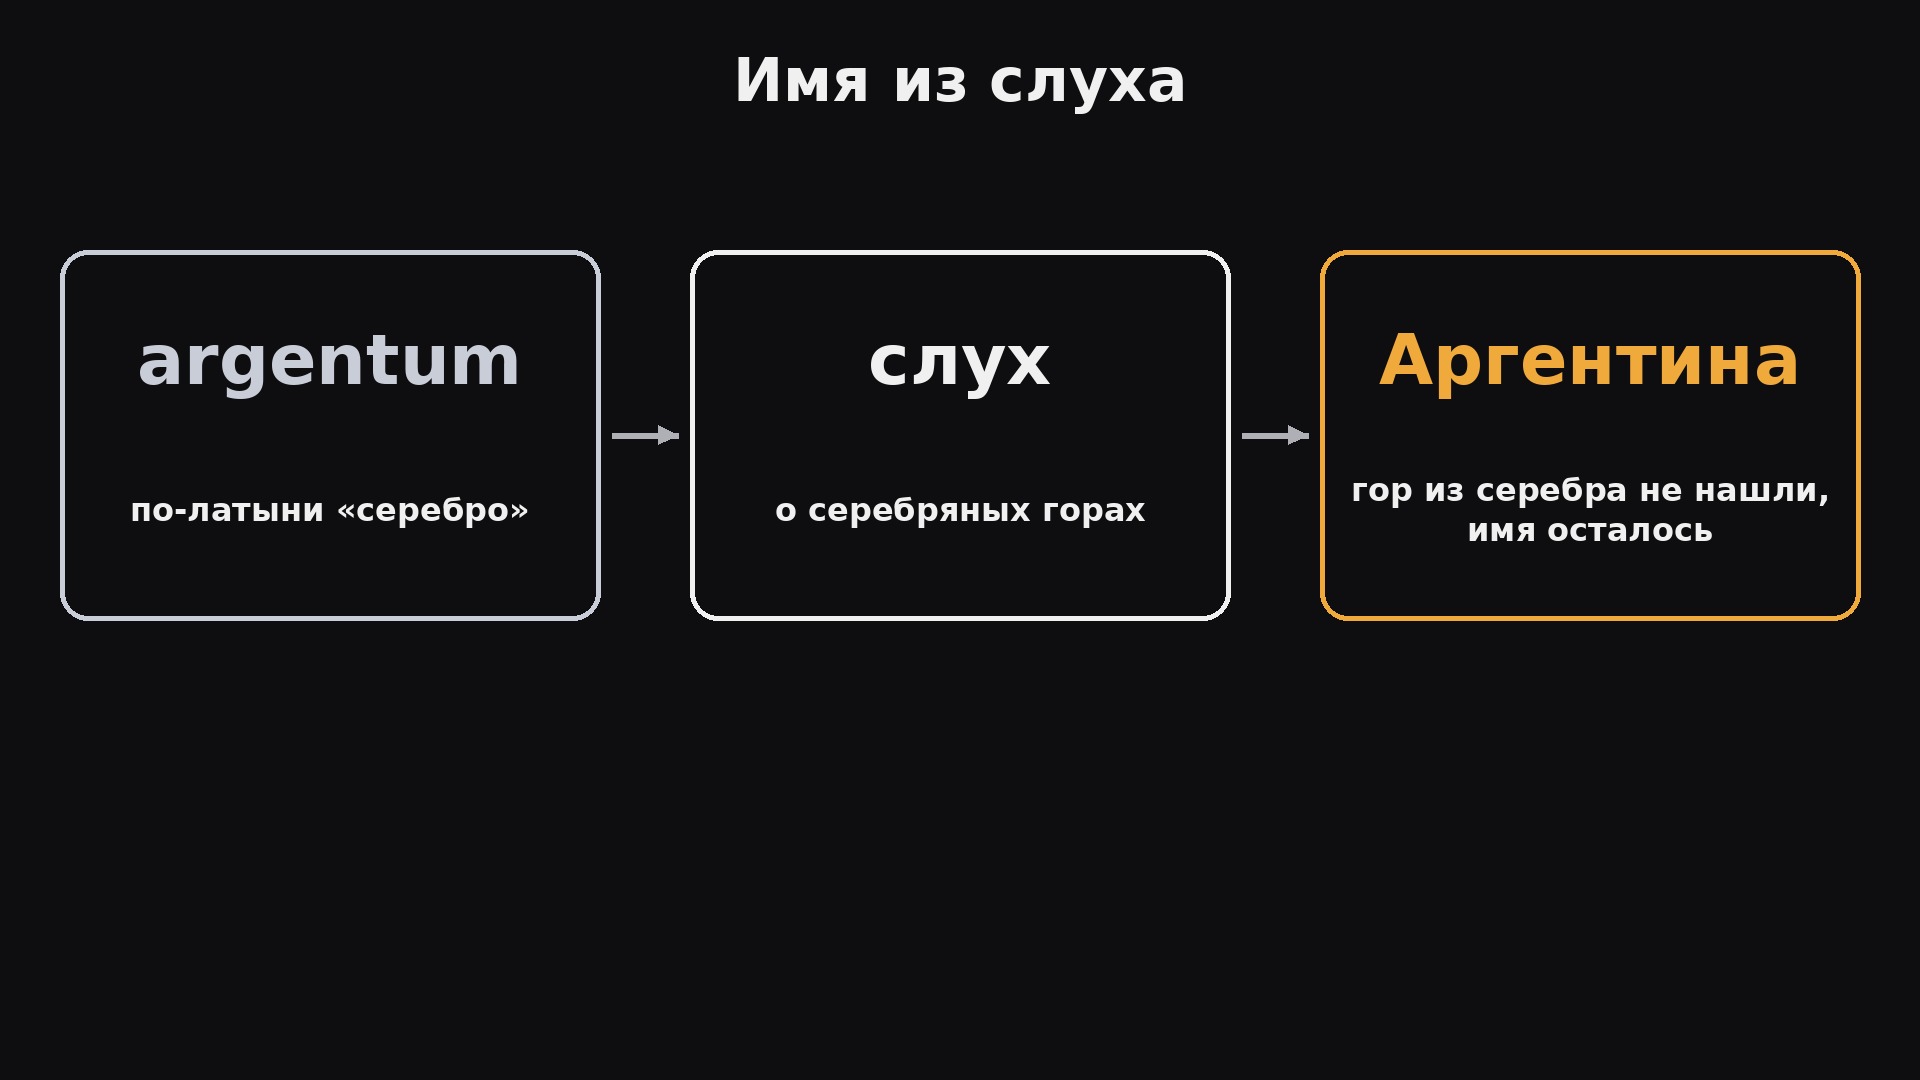 Имя из слуха
argentum
по-латыни «серебро»
слух
о серебряных горах
Аргентина
гор из серебра не нашли,
имя осталось